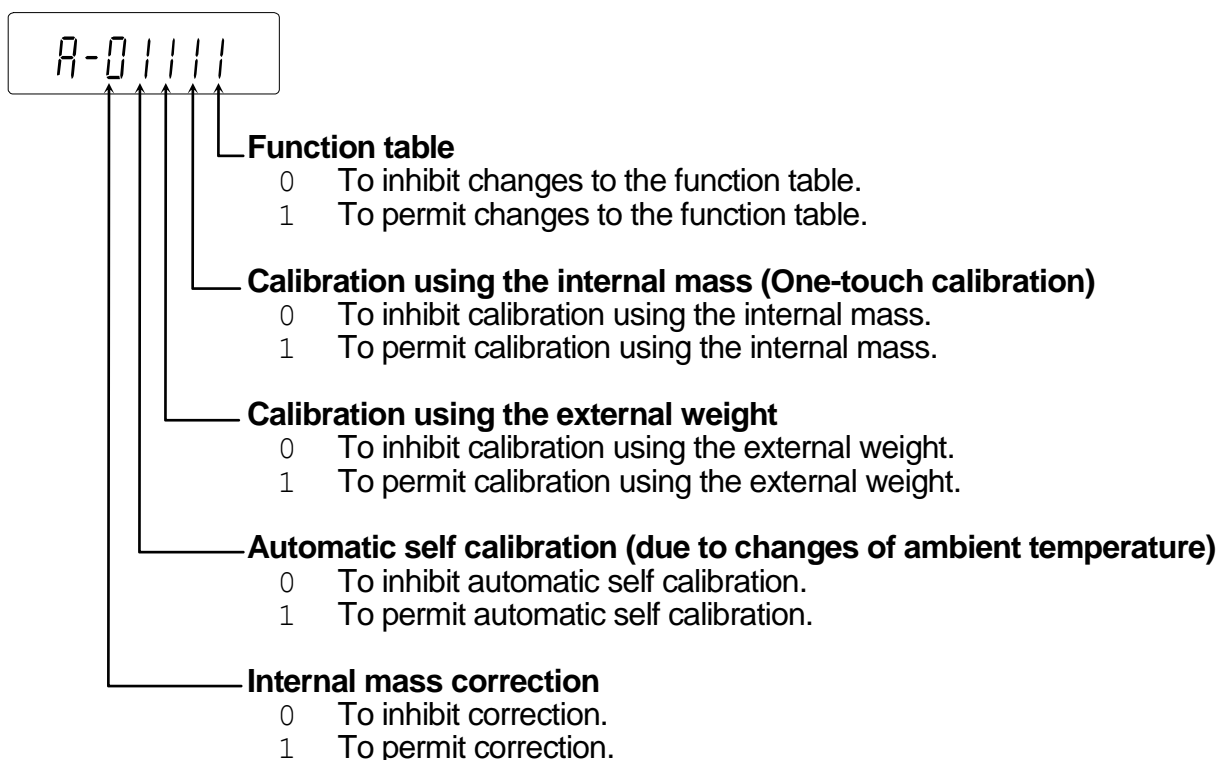 A-01111
Function table
0 To inhibit changes to the function table.
1 To permit changes to the function table.
Calibration using the internal mass (One-touch calibration)
0 To inhibit calibration using the internal mass.
1 To permit calibration using the internal mass.
Calibration using the external weight
0 To inhibit calibration using the external weight.
1 To permit calibration using the external weight.
Automatic self calibration (due to changes of ambient temperature)
0 To inhibit automatic self calibration.
1 To permit automatic self calibration.
Internal mass correction
0 To inhibit correction.
1 To permit correction.